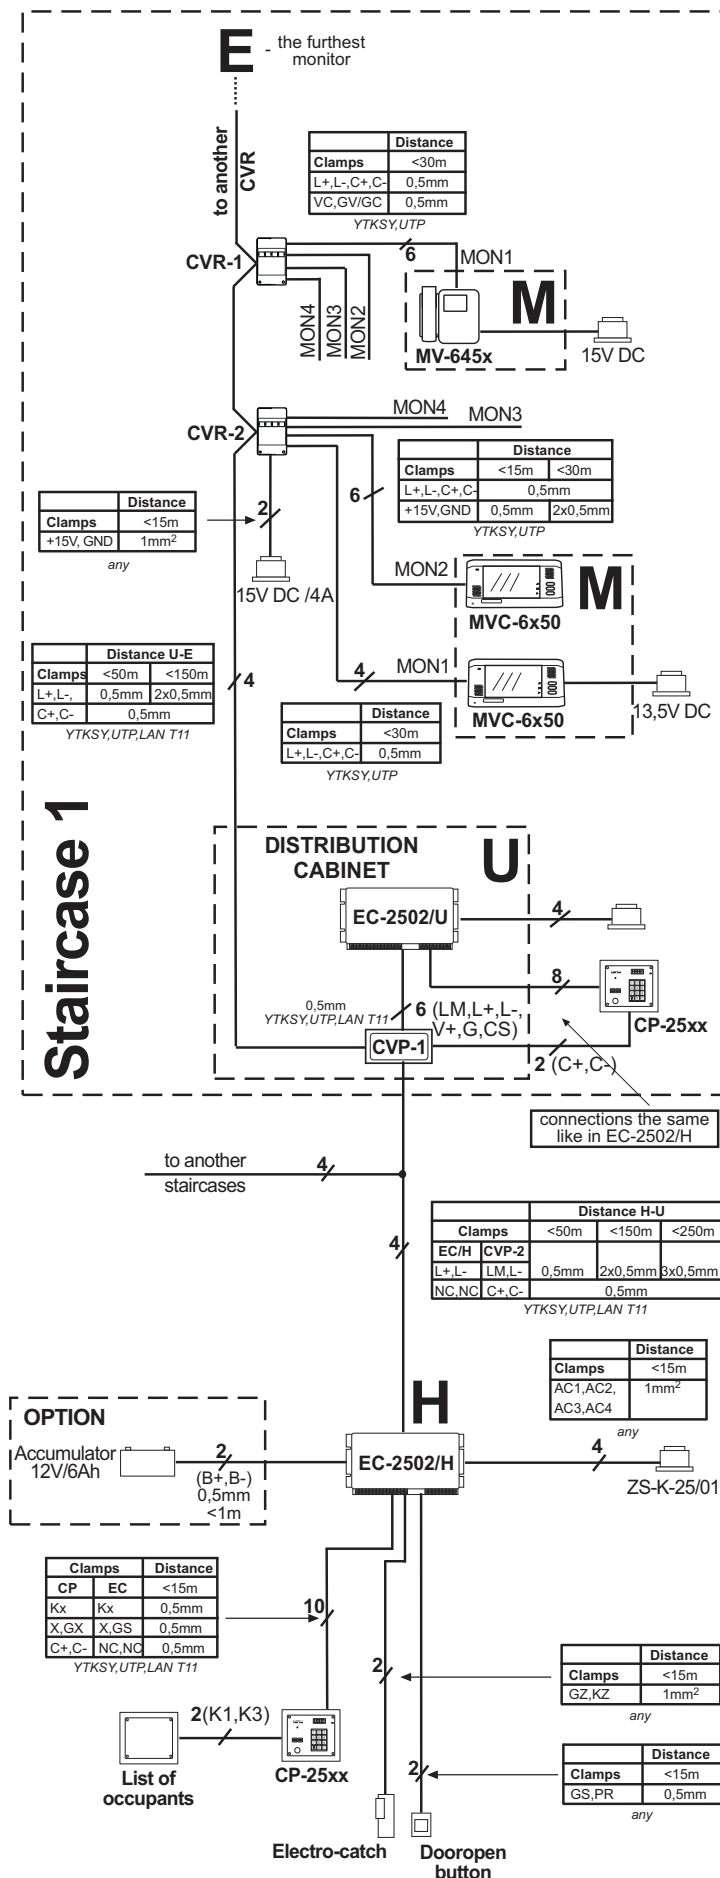 E - the furthest
monitor
to another
CVR
Distance
Clamps <30m
L+,L-,C+,C- 0,5mm
VC,GV/GC 0,5mm
YTKSY,UTP
6
MON1
CVR-1
MON4
MON3
MON2
M
MV-645x
15V DC
MON4
MON3
CVR-2
Distance
Clamps <15m <30m
L+,L-,C+,C- 0,5mm
+15V,GND 0,5mm 2x0,5mm
YTKSY,UTP
6
Distance
Clamps <15m
+15V, GND 1mm²
any
2
15V DC /4A
MON2
M
MVC-6x50
Distance U-E
Clamps <50m <150m
L+,L-, 0,5mm 2x0,5mm
C+,C- 0,5mm
YTKSY,UTP,LAN T11
4
4
MON1
MVC-6x50
13,5V DC
Distance
Clamps <30m
L+,L-,C+,C- 0,5mm
YTKSY,UTP
Staircase 1
DISTRIBUTION
CABINET
U
EC-2502/U
4
8
CP-25xx
0,5mm
YTKSY,UTP,LAN T11
6 (LM,L+,L-,
V+,G,CS)
CVP-1
2 (C+,C-)
connections the same
like in EC-2502/H
to another
staircases
4
4
Distance H-U
Clamps <50m <150m <250m
EC/H CVP-2
L+,L- LM,L- 0,5mm 2x0,5mm 3x0,5mm
NC,NC C+,C- 0,5mm
YTKSY,UTP,LAN T11
Distance
Clamps <15m
AC1,AC2, 1mm²
AC3,AC4
any
H
OPTION
Accumulator
12V/6Ah
2
(B+,B-)
0,5mm
<1m
EC-2502/H
4
ZS-K-25/01
Clamps Distance
CP EC <15m
Kx Kx 0,5mm
X,GX X,GS 0,5mm
C+,C- NC,NC 0,5mm
YTKSY,UTP,LAN T11
10
2
Distance
Clamps <15m
GZ,KZ 1mm²
any
2(K1,K3)
List of
occupants
CP-25xx
2
Distance
Clamps <15m
GS,PR 0,5mm
any
Electro-catch
Dooropen
button